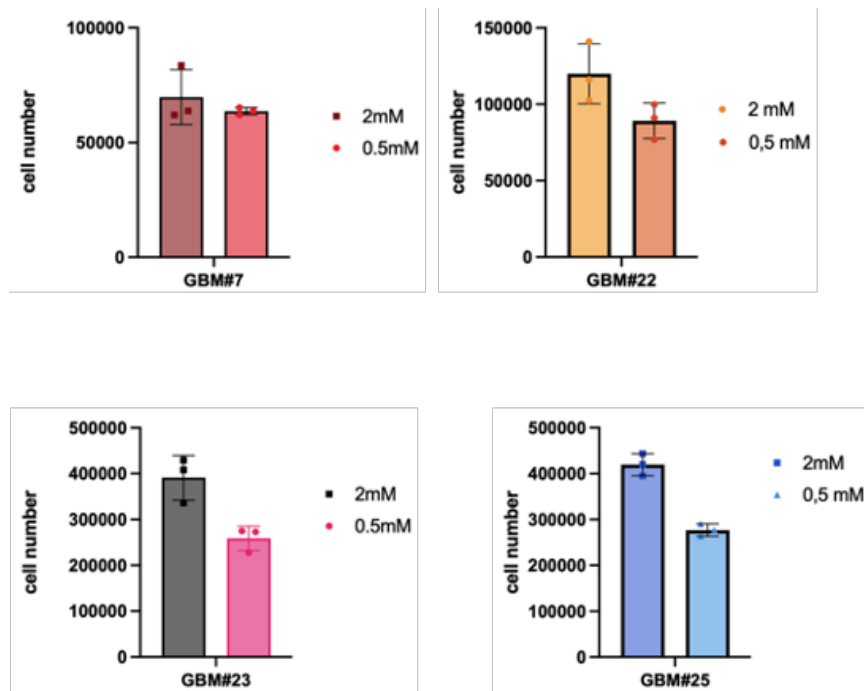 100000
50000
0
cell number
GBM#7
2mM
0.5mM
150000
100000
50000
0
cell number
GBM#22
2 mM
0,5 mM
500000
400000
300000
200000
100000
0
cell number
GBM#23
2mM
0.5mM
500000
400000
300000
200000
100000
0
cell number
GBM#25
2mM
0,5 mM